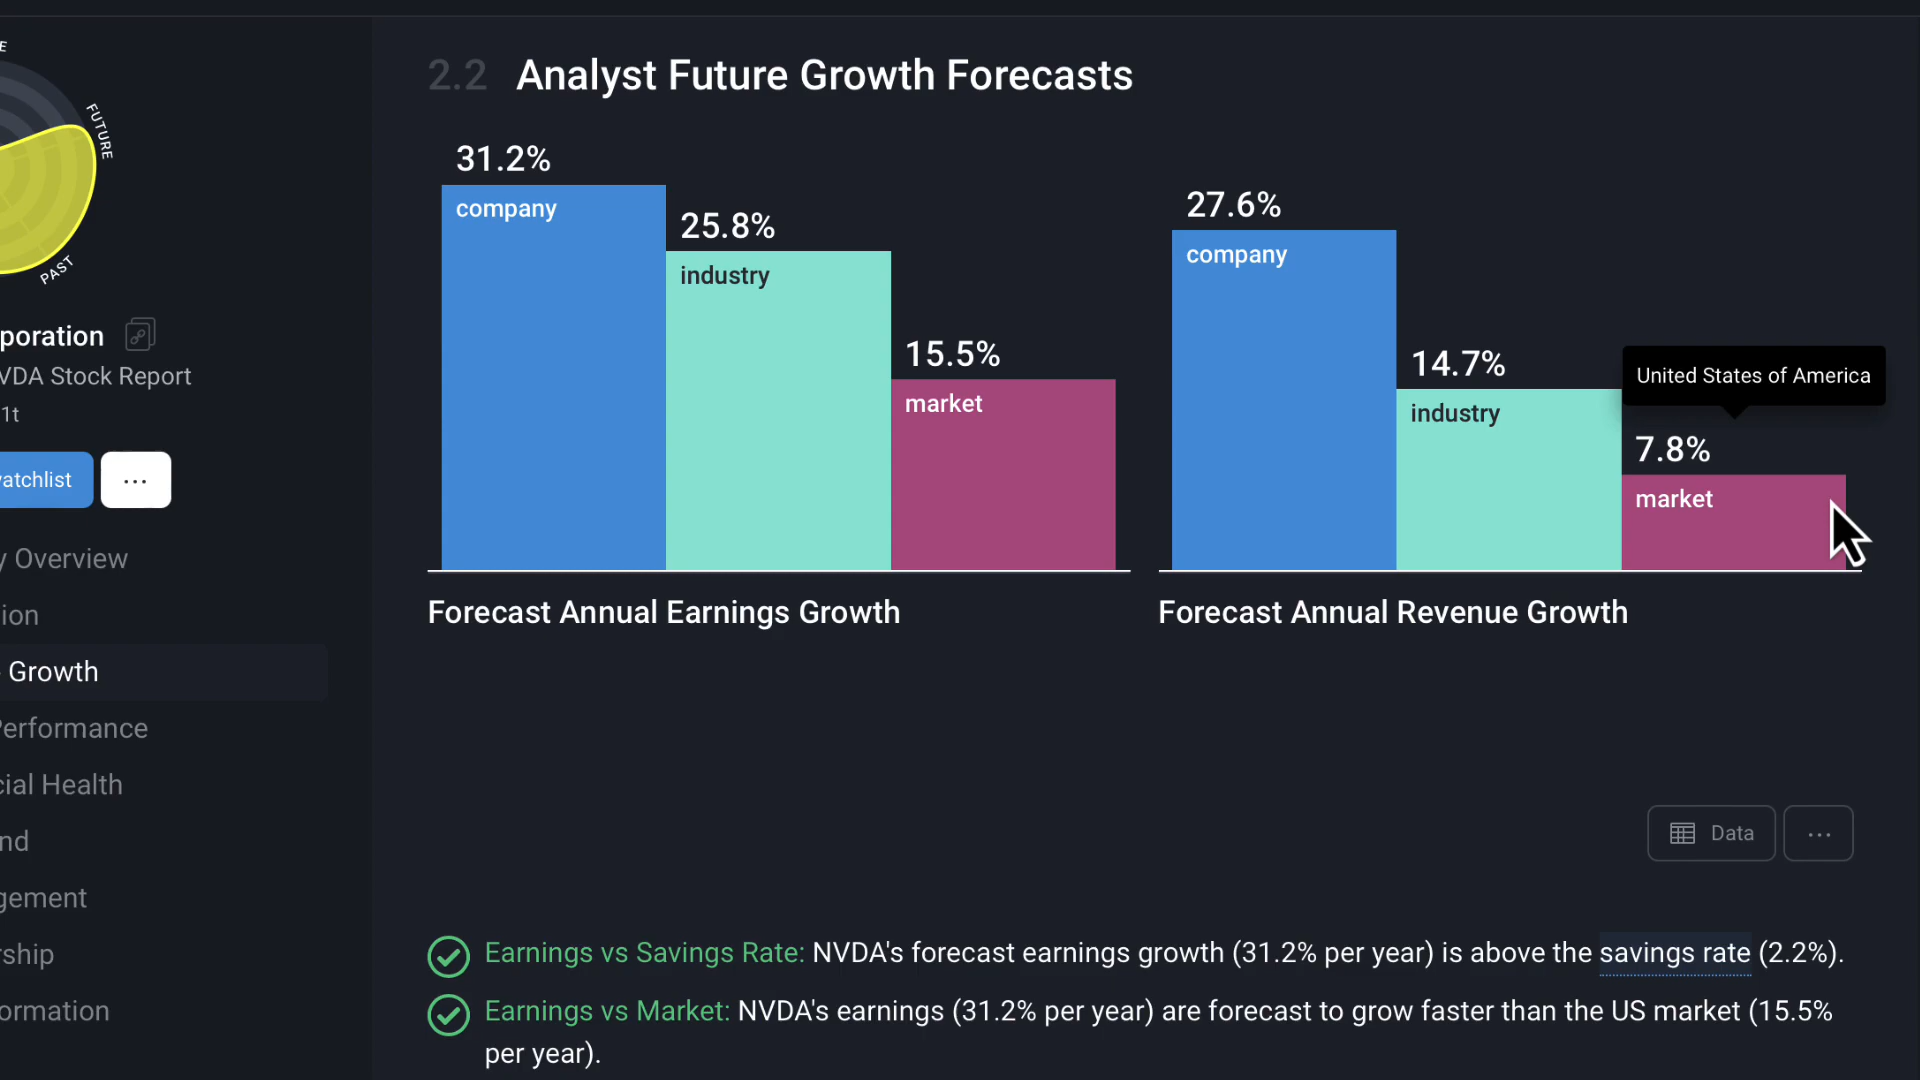 E
FUTURE
PAST
poration
VDA Stock Report
1t
atchlist
...
y Overview
ion
Growth
Performance
cial Health
nd
gement
rship
ormation
2.2 Analyst Future Growth Forecasts
31.2%
company
25.8%
industry
15.5%
market
Forecast Annual Earnings Growth
27.6%
company
14.7%
industry
United States of America
7.8%
market
Forecast Annual Revenue Growth
Data
...
Earnings vs Savings Rate: NVDA's forecast earnings growth (31.2% per year) is above the savings rate (2.2%).
Earnings vs Market: NVDA's earnings (31.2% per year) are forecast to grow faster than the US market (15.5%
per year).